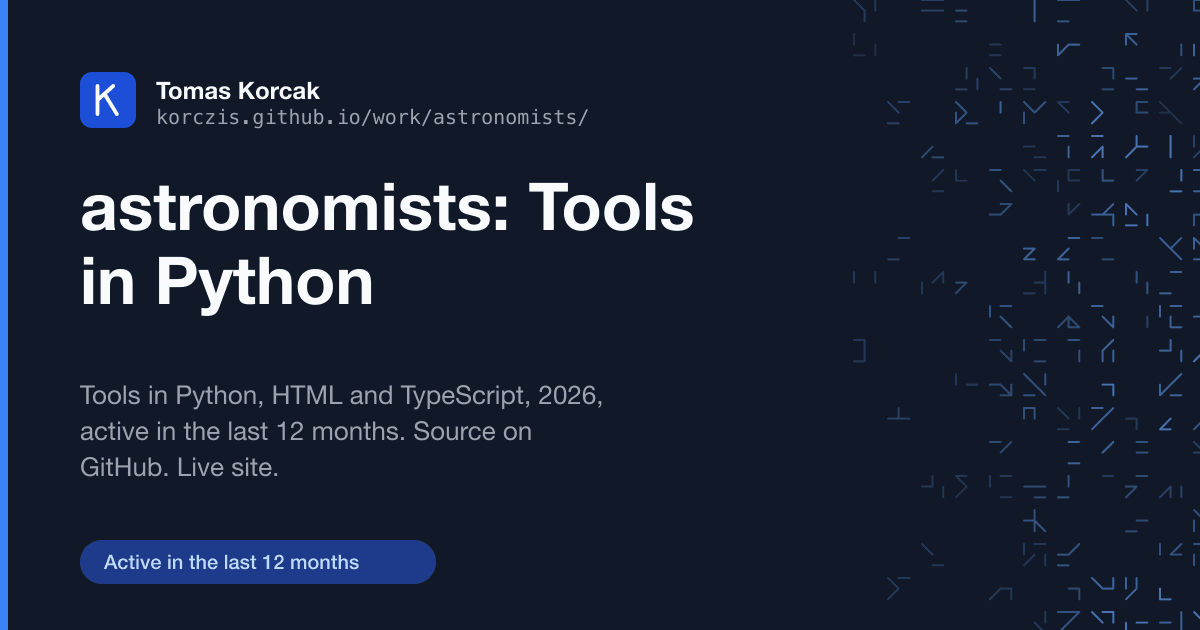 K
Tomas Korcak
korczis.github.io/work/astronomists/
astronomists: Tools
in Python
Tools in Python, HTML and TypeScript, 2026,
active in the last 12 months. Source on
GitHub. Live site.
Active in the last 12 months